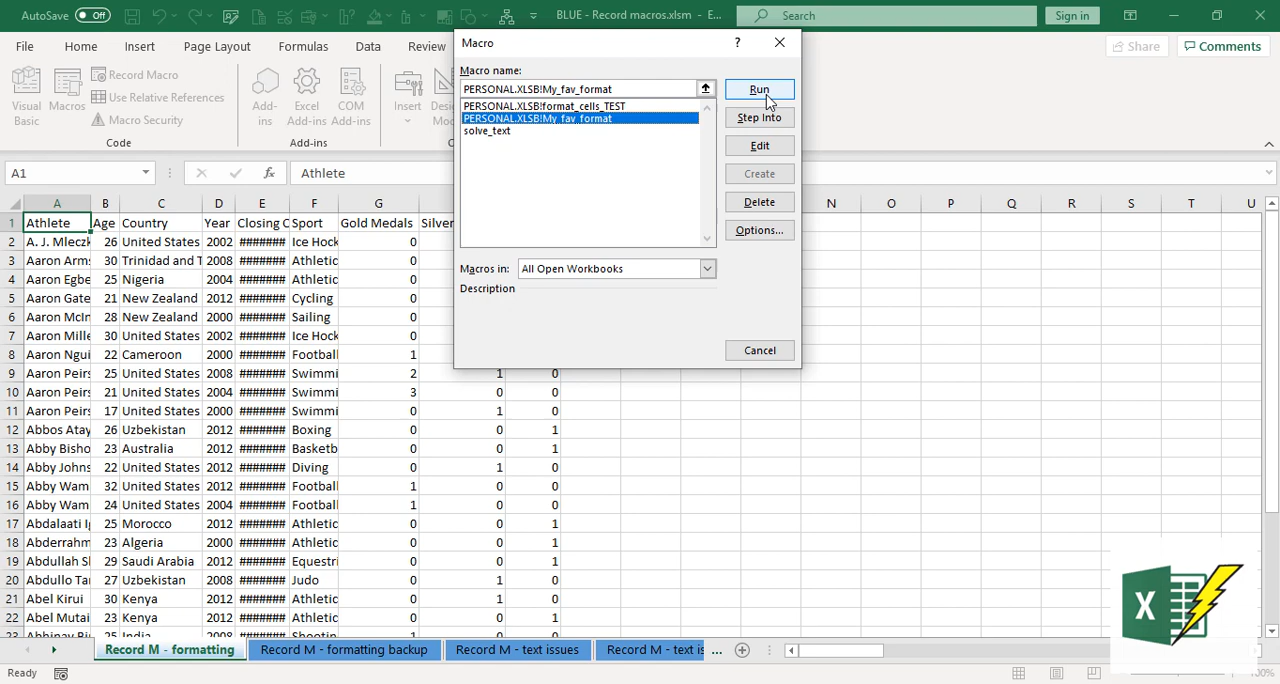 AutoSave Off
BLUE - Record macros.xlsm - E...
Search
Sign in
File Home Insert Page Layout Formulas Data Review
Share Comments
Visual Basic
Macros
Record Macro
Use Relative References
Macro Security
Code
Add-ins
Excel Add-ins
COM Add-ins
Add-ins
Insert
Macro
?
Macro name:
PERSONAL.XLSB!My_fav_format
PERSONAL.XLSB!format_cells_TEST
PERSONAL.XLSB!My_fav_format
solve_text
Run
Step Into
Edit
Create
Delete
Options...
Macros in: All Open Workbooks
Description
Cancel
A1 fx Athlete
A B C D E F G N O P Q R S T U
1 Athlete Age Country Year Closing C Sport Gold Medals Silver
2 A. J. Mleczk 26 United States 2002 ####### Ice Hock 0
3 Aaron Arms 30 Trinidad and T 2008 ####### Athletic 0
4 Aaron Egbe 25 Nigeria 2004 ####### Athletic 0
5 Aaron Gate 21 New Zealand 2012 ####### Cycling 0
6 Aaron McIn 28 New Zealand 2000 ####### Sailing 0
7 Aaron Mille 30 United States 2002 ####### Ice Hock 0
8 Aaron Ngui 22 Cameroon 2000 ####### Football 1
9 Aaron Peirs 25 United States 2008 ####### Swimmi 2 1 0
10 Aaron Peirs 21 United States 2004 ####### Swimmi 3 0 0
11 Aaron Peirs 17 United States 2000 ####### Swimmi 0 1 0
12 Abbos Atay 26 Uzbekistan 2012 ####### Boxing 0 0 1
13 Abby Bisho 23 Australia 2012 ####### Basketb 0 0 1
14 Abby Johns 22 United States 2012 ####### Diving 0 1 0
15 Abby Wam 32 United States 2012 ####### Football 1 0 0
16 Abby Wam 24 United States 2004 ####### Football 1 0 0
17 Abdalaati I 25 Morocco 2012 ####### Athletic 0 0 1
18 Abderrahm 23 Algeria 2000 ####### Athletic 0 0 1
19 Abdullah S 29 Saudi Arabia 2012 ####### Equestri 0 0 1
20 Abdullo Ta 27 Uzbekistan 2008 ####### Judo 0 1 0
21 Abel Kirui 30 Kenya 2012 ####### Athletic 0 1 0
22 Abel Mutai 23 Kenya 2012 ####### Athletic 0 0 1
23 Abhinav Bi 25 India 2008 ####### Shootin 1 0 0
Record M - formatting Record M - formatting backup Record M - text issues Record M - text is ...
Ready
100%
X